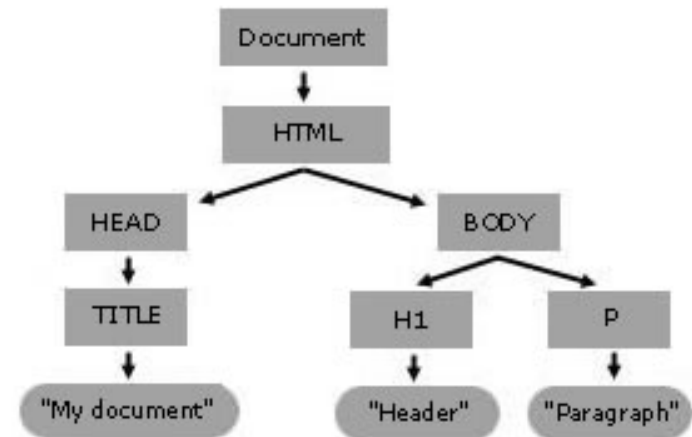 Document
HTML
HEAD
BODY
TITLE
H1
P
"My document"
"Header"
"Paragraph"